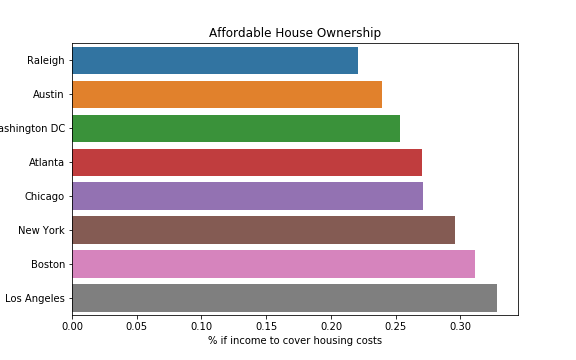 Affordable House Ownership
Raleigh
Austin
ashington DC
Atlanta
Chicago
New York
Boston
Los Angeles
0.00 0.05 0.10 0.15 0.20 0.25 0.30
% if income to cover housing costs